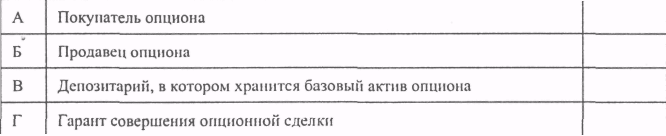 А Покупатель опциона
Б Продавец опциона
В Депозитарий, в котором хранится базовый актив опциона
Г Гарант совершения опционной сделки